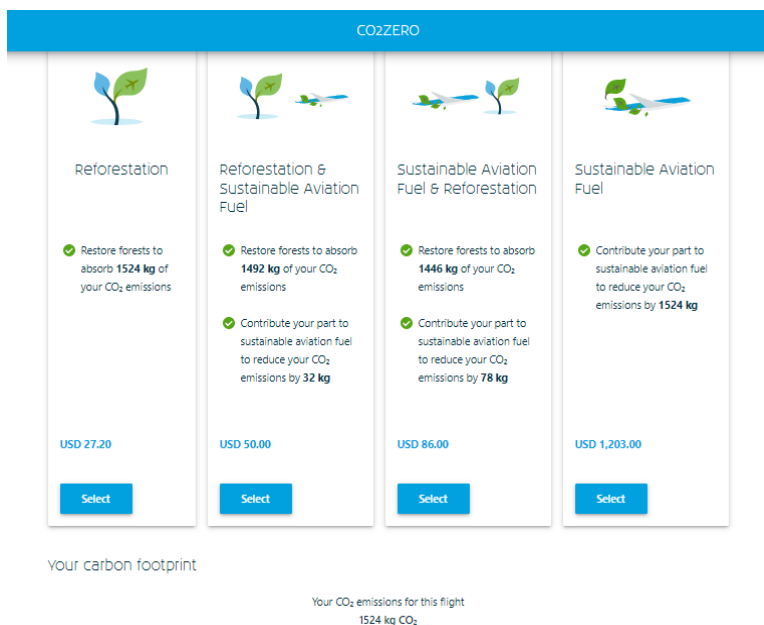 CO2ZERO
Reforestation
Restore forests to
absorb 1524 kg of
your CO₂ emissions
USD 27.20
Select
Reforestation &
Sustainable Aviation
Fuel
Restore forests to absorb
1492 kg of your CO₂
emissions
Contribute your part to
sustainable aviation fuel
to reduce your CO₂
emissions by 32 kg
USD 50.00
Select
Sustainable Aviation
Fuel & Reforestation
Restore forests to absorb
1446 kg of your CO₂
emissions
Contribute your part to
sustainable aviation fuel
to reduce your CO₂
emissions by 78 kg
USD 86.00
Select
Sustainable Aviation
Fuel
Contribute your part to
sustainable aviation fuel
to reduce your CO₂
emissions by 1524 kg
USD 1,203.00
Select
Your carbon footprint
Your CO₂ emissions for this flight
1524 kg CO₂